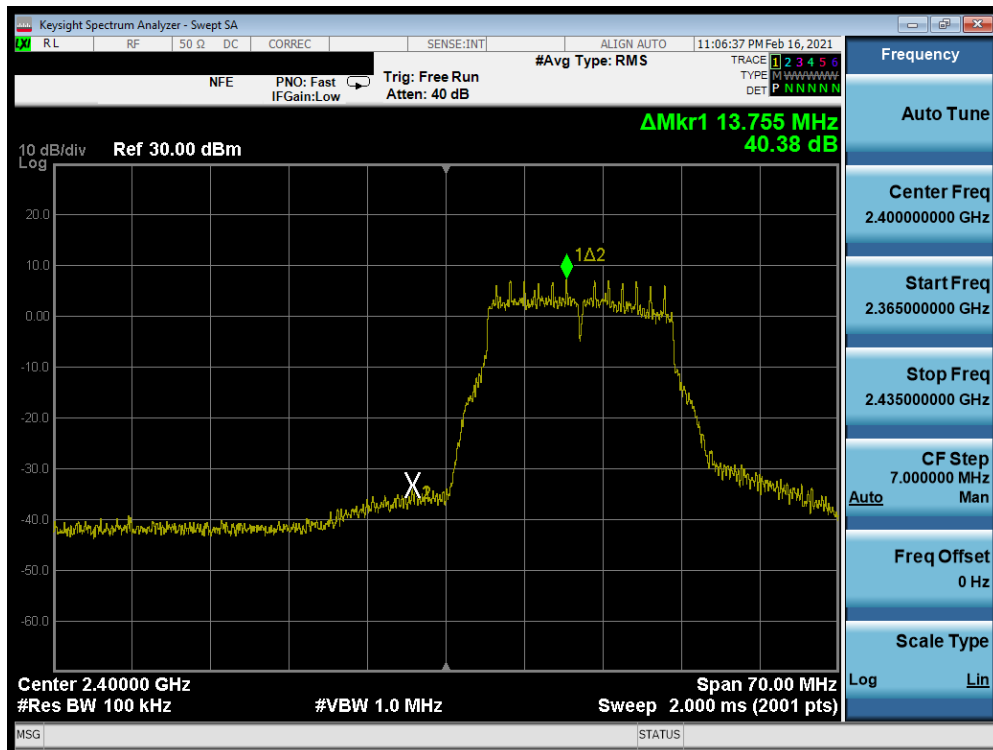 Keysight Spectrum Analyzer - Swept SA
LXI RL RF 50 Ω DC CORREC SENSE:INT ALIGN AUTO 11:06:37 PM Feb 16, 2021
NFE PNO: Fast Trig: Free Run #Avg Type: RMS TRACE 1 2 3 4 5 6
IFGain:Low Atten: 40 dB TYPE M WWWWW
DET P N N N N N
ΔMkr1 13.755 MHz
40.38 dB
10 dB/div Ref 30.00 dBm
Log
20.0
1Δ2
10.0
0.00
-10.0
-20.0
-30.0
2
-40.0
-50.0
-60.0
Center 2.40000 GHz Span 70.00 MHz
#Res BW 100 kHz #VBW 1.0 MHz Sweep 2.000 ms (2001 pts)
MSG STATUS
Frequency
Auto Tune
Center Freq
2.400000000 GHz
Start Freq
2.365000000 GHz
Stop Freq
2.435000000 GHz
CF Step
7.000000 MHz
Auto Man
Freq Offset
0 Hz
Scale Type
Log Lin